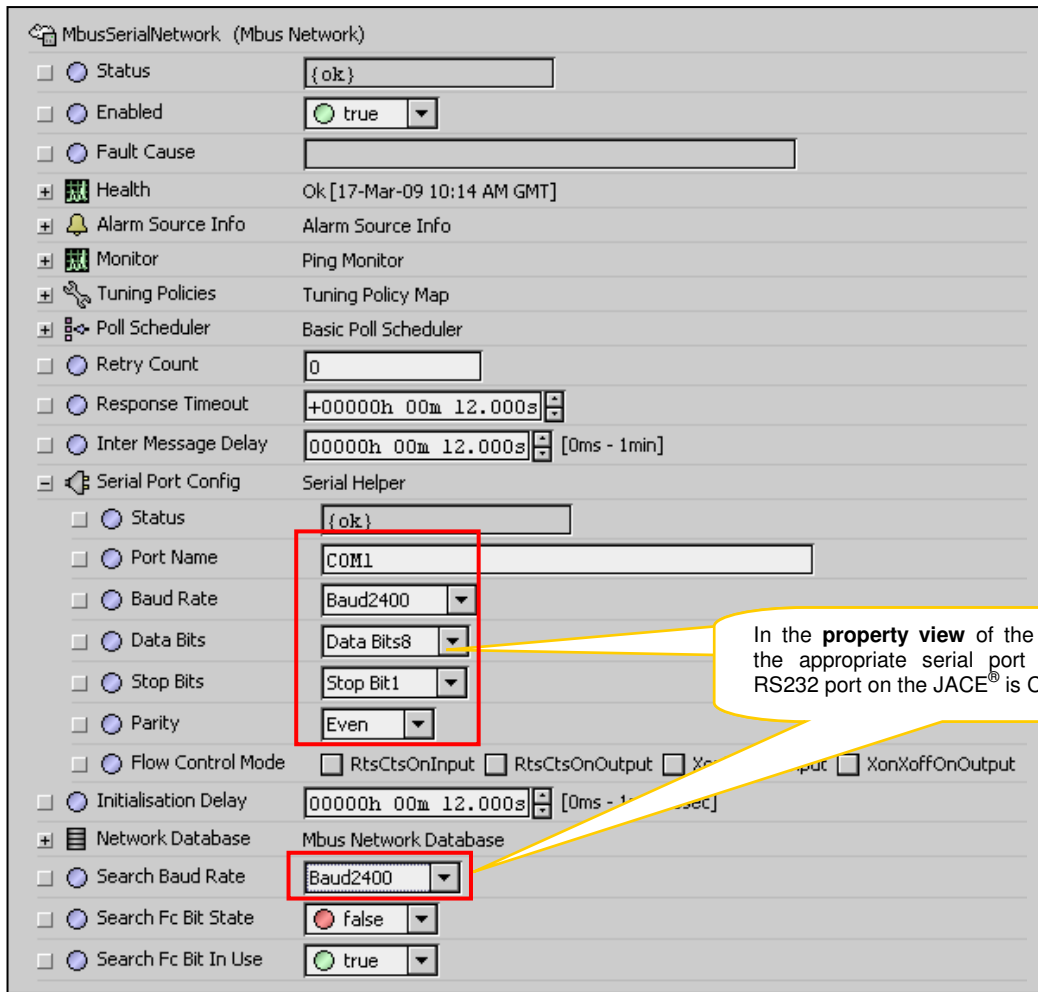 MbusSerialNetwork (Mbus Network)
Status {ok}
Enabled true
Fault Cause
Health Ok [17-Mar-09 10:14 AM GMT]
Alarm Source Info Alarm Source Info
Monitor Ping Monitor
Tuning Policies Tuning Policy Map
Poll Scheduler Basic Poll Scheduler
Retry Count 0
Response Timeout +00000h 00m 12.000s
Inter Message Delay 00000h 00m 12.000s [0ms - 1min]
Serial Port Config Serial Helper
Status {ok}
Port Name COM1
Baud Rate Baud2400
Data Bits Data Bits8
Stop Bits Stop Bit1
Parity Even
Flow Control Mode RtsCtsOnInput RtsCtsOnOutput XonXoffOnOutput
Initialisation Delay 00000h 00m 12.000s [0ms -
Network Database Mbus Network Database
Search Baud Rate Baud2400
Search Fc Bit State false
Search Fc Bit In Use true
In the property view of the
the appropriate serial port
RS232 port on the JACE® is